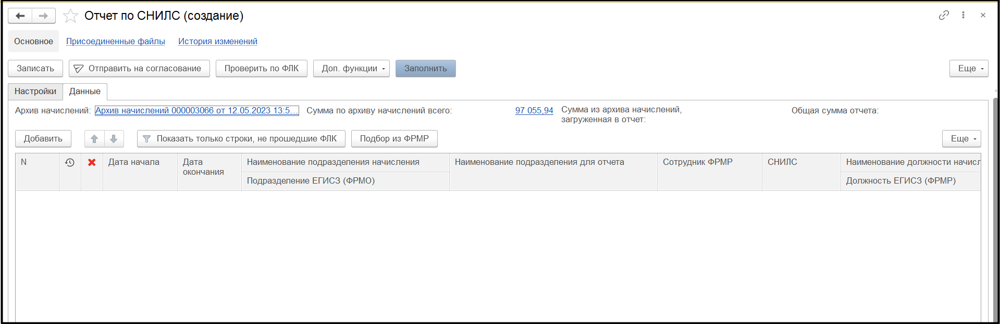 Отчет по СНИЛС (создание)
Основное Присоединенные файлы История изменений
Записать Отправить на согласование Проверить по ФЛК Доп. функции Заполнить Еще
Настройки Данные
Архив начислений: Архив начислений 000003066 от 12.05.2023 13:5... Сумма по архиву начислений всего: 97 055,94 Сумма из архива начислений, Общая сумма отчета:
загруженная в отчет:
Добавить Показать только строки, не прошедшие ФЛК Подбор из ФРМР Еще
N Дата начала Дата Наименование подразделения начисления Наименование подразделения для отчета Сотрудник ФРМР СНИЛС Наименование должности начисл
окончания Подразделение ЕГИСЗ (ФРМО) Должность ЕГИСЗ (ФРМР)